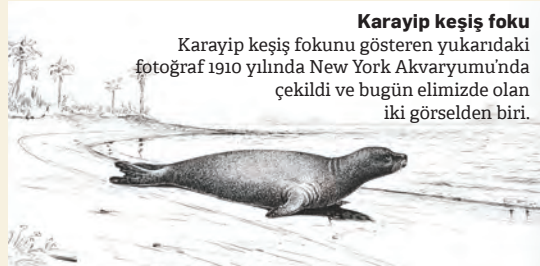 Karayip keşiş foku
Karayip keşiş fokunu gösteren yukarıdaki
fotoğraf 1910 yılında New York Akvaryumu'nda
çekildi ve bugün elimizde olan
iki görselden biri.